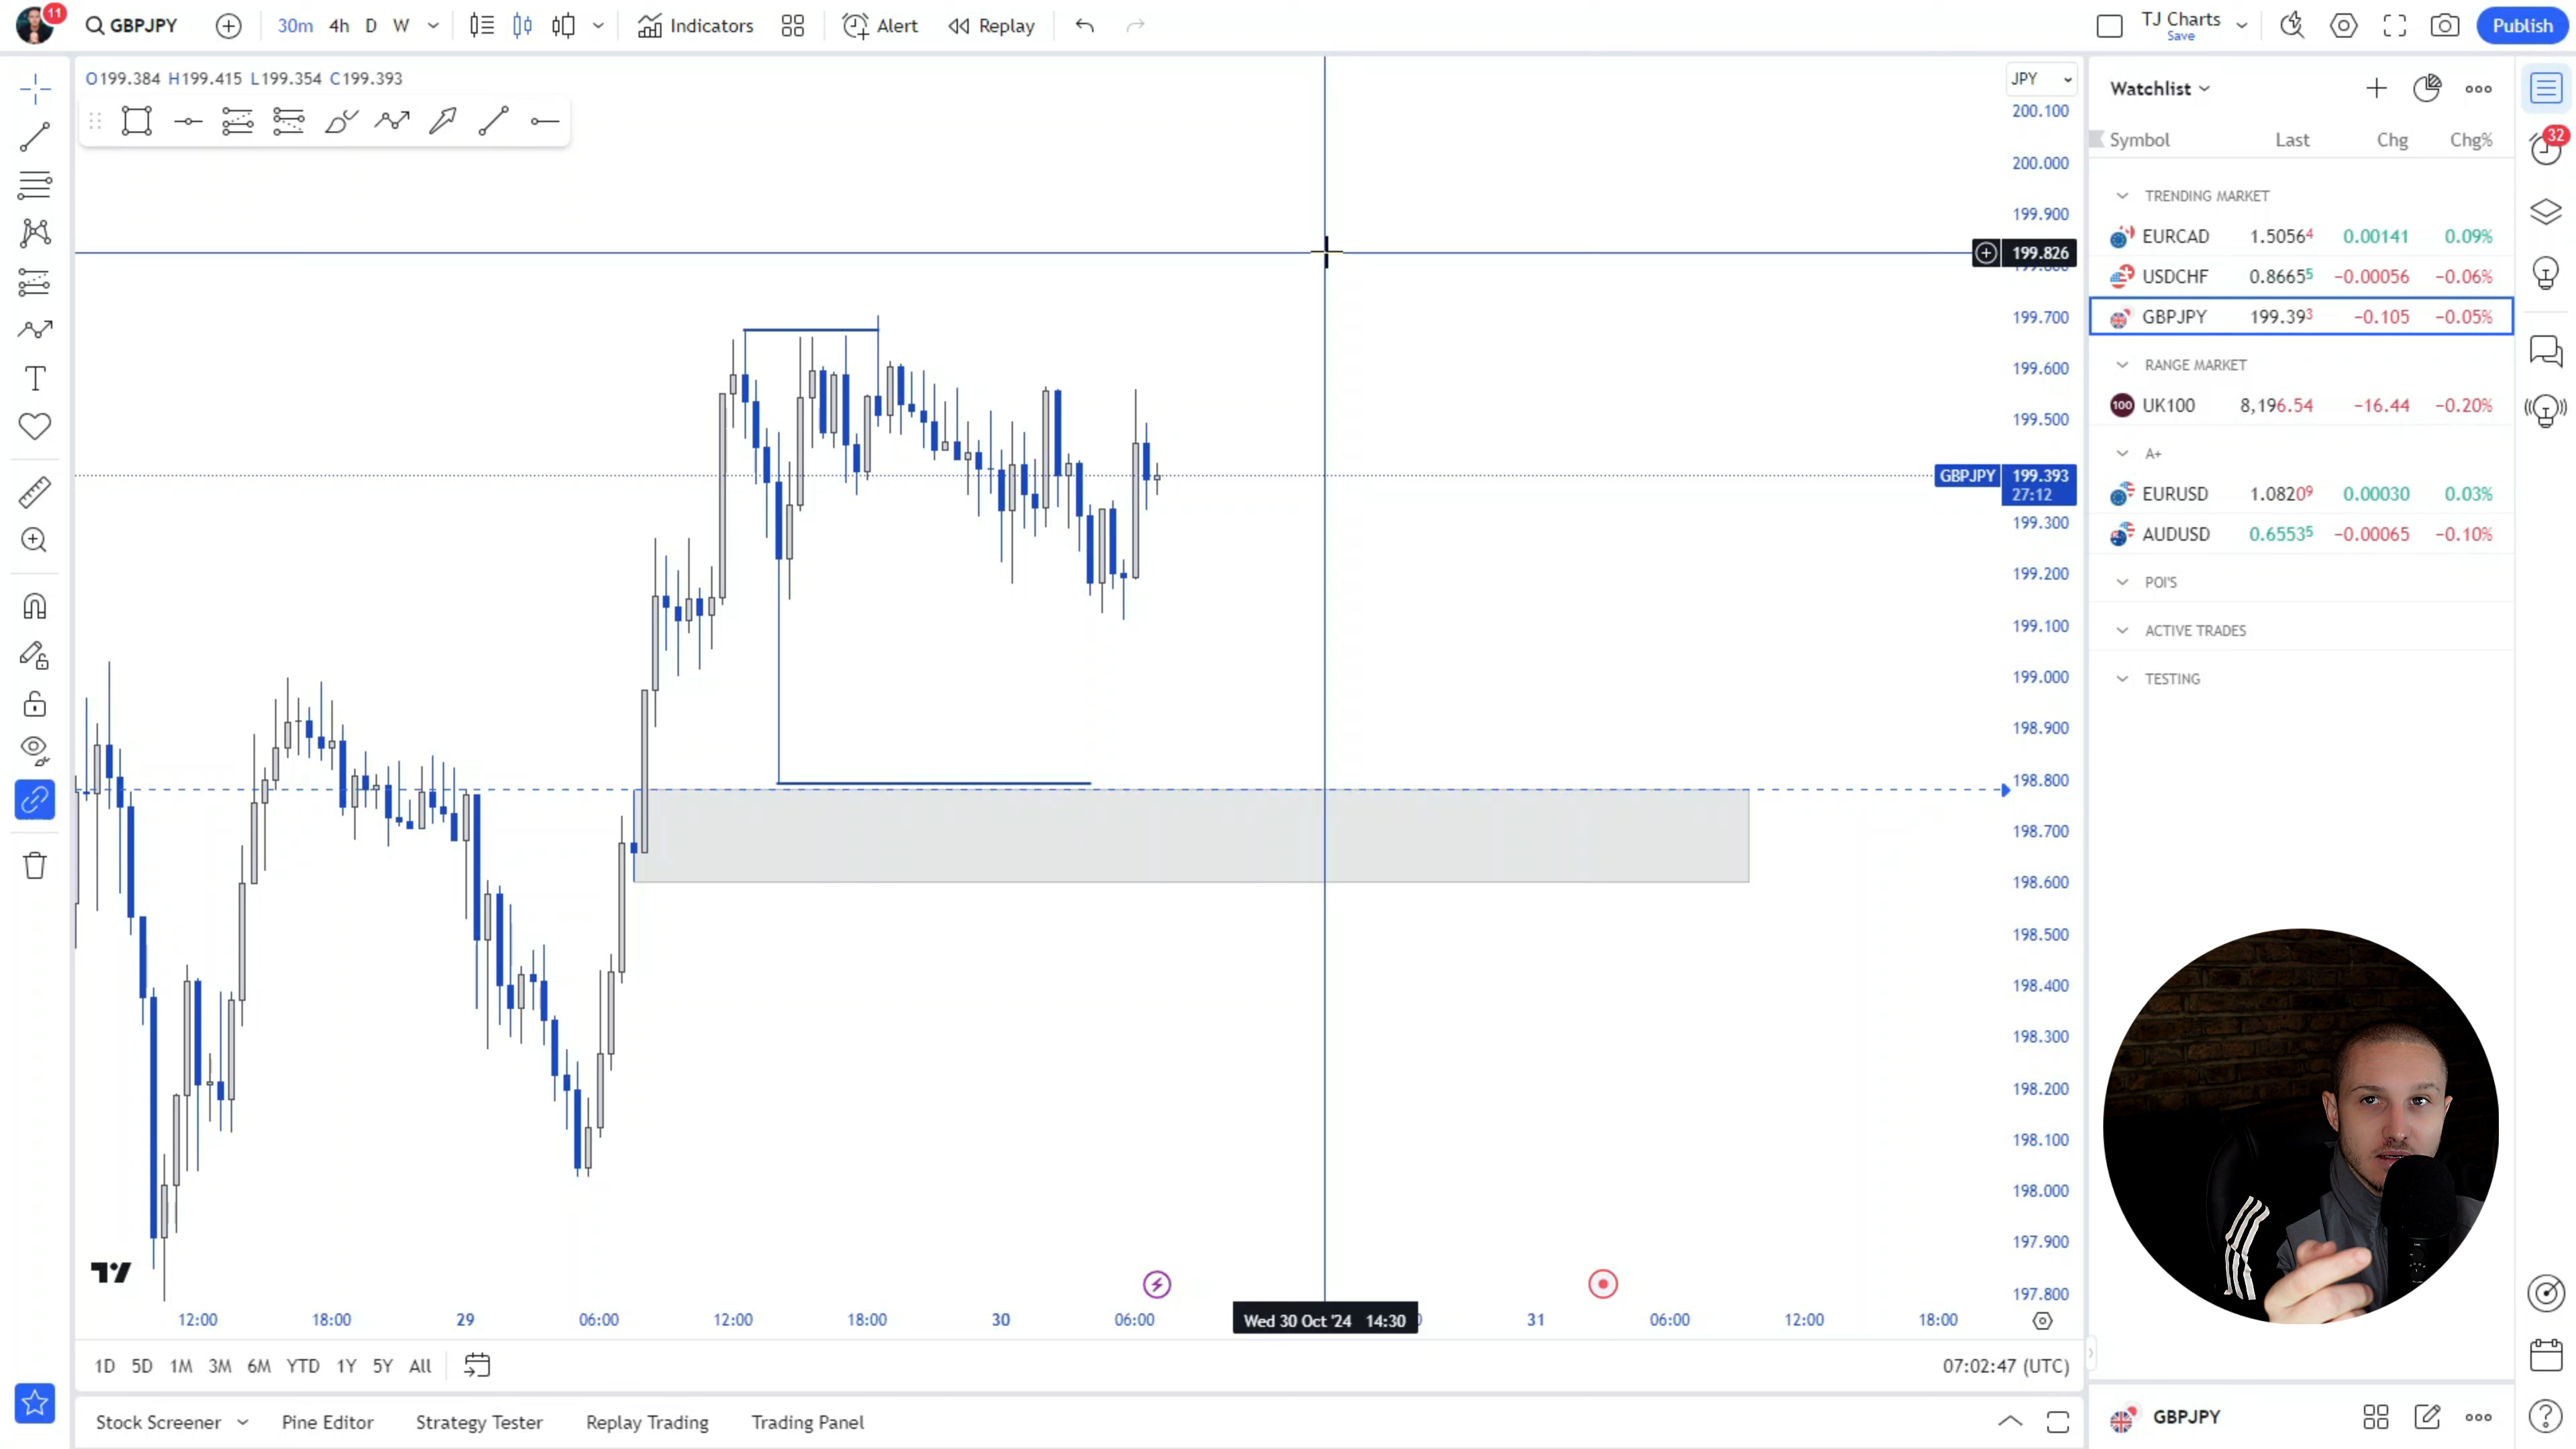 11
GBPJPY
30m 4h D W
Indicators
Alert
Replay
TJ Charts
Save
Publish
O199.384 H199.415 L199.354 C199.393
JPY
200.100
200.000
199.900
199.826
199.700
199.600
199.500
GBPJPY 199.393
27:12
199.300
199.200
199.100
199.000
198.900
198.800
198.700
198.600
198.500
198.400
198.300
198.200
198.100
198.000
197.900
197.800
12:00 18:00 29 06:00 12:00 18:00 30 06:00 Wed 30 Oct '24 14:30 31 06:00 12:00 18:00
1D 5D 1M 3M 6M YTD 1Y 5Y All
07:02:47 (UTC)
Stock Screener Pine Editor Strategy Tester Replay Trading Trading Panel
Watchlist
32
Symbol Last Chg Chg%
TRENDING MARKET
EURCAD 1.50564 0.00141 0.09%
USDCHF 0.86655 −0.00056 −0.06%
GBPJPY 199.393 −0.105 −0.05%
RANGE MARKET
100 UK100 8,196.54 −16.44 −0.20%
A+
EURUSD 1.08209 0.00030 0.03%
AUDUSD 0.65535 −0.00065 −0.10%
POI'S
ACTIVE TRADES
TESTING
GBPJPY